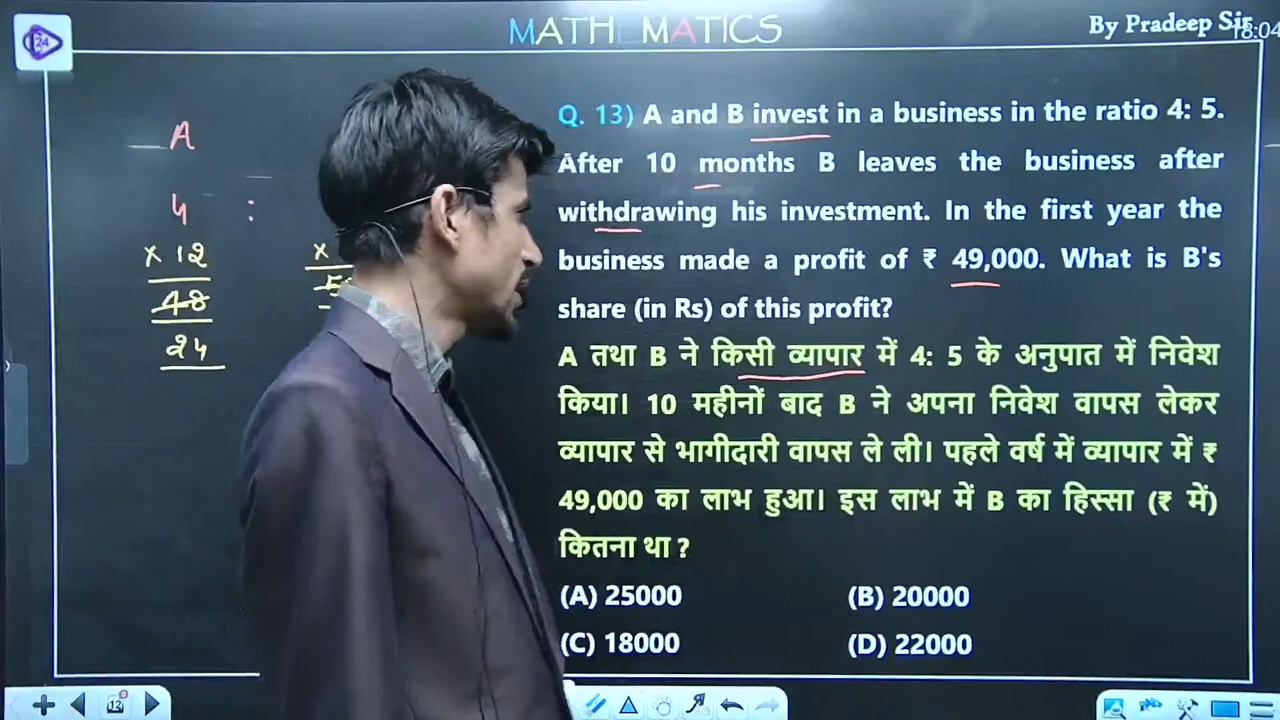 24
MATHEMATICS
By Pradeep Sir
18:04
A
4 :
× 12
×
48
24
Q. 13) A and B invest in a business in the ratio 4: 5.
After 10 months B leaves the business after
withdrawing his investment. In the first year the
business made a profit of ₹ 49,000. What is B's
share (in Rs) of this profit?
A तथा B ने किसी व्यापार में 4: 5 के अनुपात में निवेश
किया। 10 महीनों बाद B ने अपना निवेश वापस लेकर
व्यापार से भागीदारी वापस ले ली। पहले वर्ष में व्यापार में ₹
49,000 का लाभ हुआ। इस लाभ में B का हिस्सा (₹ में)
कितना था ?
(A) 25000 (B) 20000
(C) 18000 (D) 22000
12